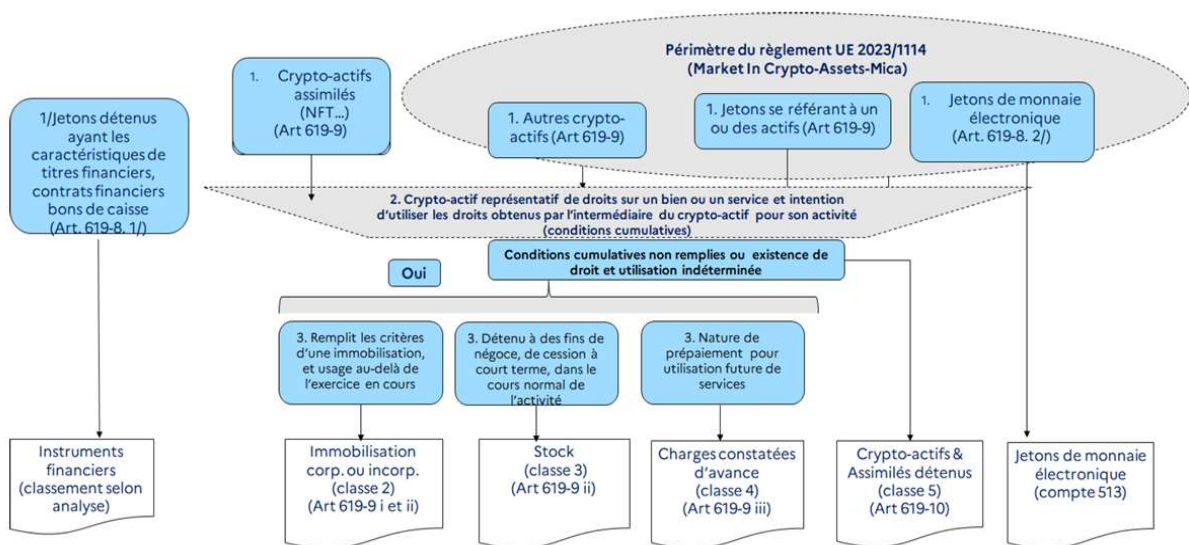 Périmètre du règlement UE 2023/1114
(Market In Crypto-Assets-Mica)
1. Crypto-actifs
assimilés
(NFT...)
(Art 619-9)
1/Jetons détenus
ayant les
caractéristiques de
titres financiers,
contrats financiers
bons de caisse
(Art. 619-8. 1/)
1. Autres crypto-
actifs (Art 619-9)
1. Jetons se référant à un
ou des actifs (Art 619-9)
1. Jetons de monnaie
électronique
(Art. 619-8. 2/)
2. Crypto-actif représentatif de droits sur un bien ou un service et intention
d'utiliser les droits obtenus par l'intermédiaire du crypto-actif pour son activité
(conditions cumulatives)
Oui
Conditions cumulatives non remplies ou existence de
droit et utilisation indéterminée
3. Remplit les critères
d'une immobilisation,
et usage au-delà de
l'exercice en cours
3. Détenu à des fins de
négoce, de cession à
court terme, dans le
cours normal de
l'activité
3. Nature de
prépaiement pour
utilisation future de
services
Instruments
financiers
(classement selon
analyse)
Immobilisation
corp. ou incorp.
(classe 2)
(Art 619-9 i et ii)
Stock
(classe 3)
(Art 619-9 ii)
Charges constatées
d'avance
(classe 4)
(Art 619-9 iii)
Crypto-actifs &
Assimilés détenus
(classe 5)
(Art 619-10)
Jetons de monnaie
électronique
(compte 513)